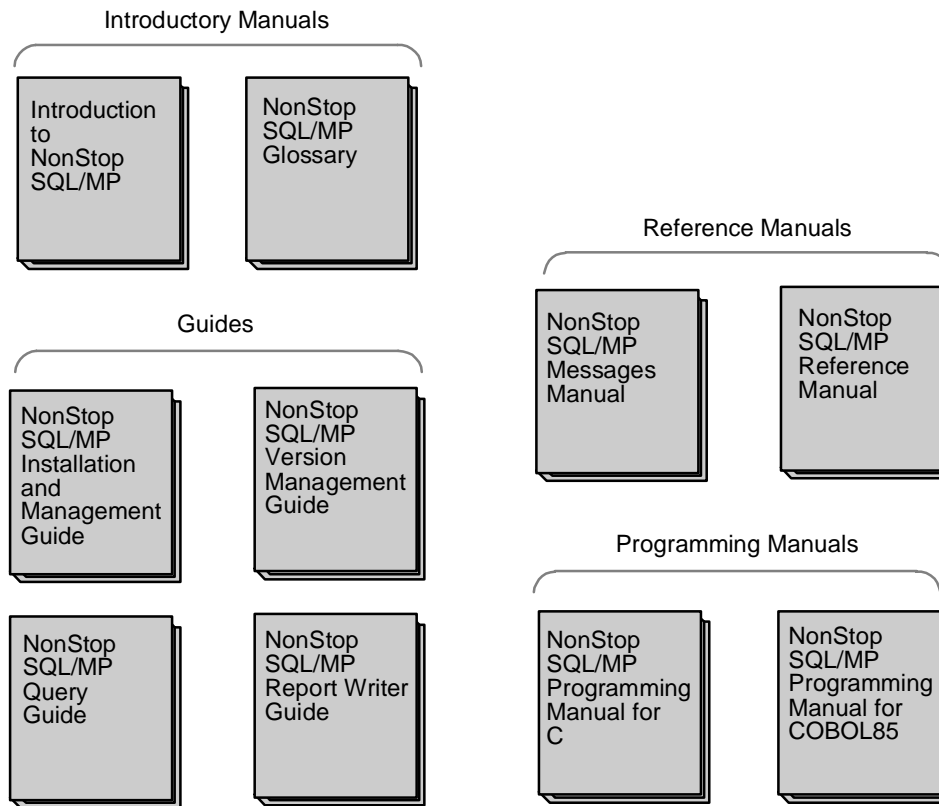 Introductory Manuals
Introduction
to
NonStop
SQL/MP
NonStop
SQL/MP
Glossary
Reference Manuals
NonStop
SQL/MP
Messages
Manual
NonStop
SQL/MP
Reference
Manual
Guides
NonStop
SQL/MP
Installation
and
Management
Guide
NonStop
SQL/MP
Version
Management
Guide
NonStop
SQL/MP
Query
Guide
NonStop
SQL/MP
Report Writer
Guide
Programming Manuals
NonStop
SQL/MP
Programming
Manual for
C
NonStop
SQL/MP
Programming
Manual for
COBOL85